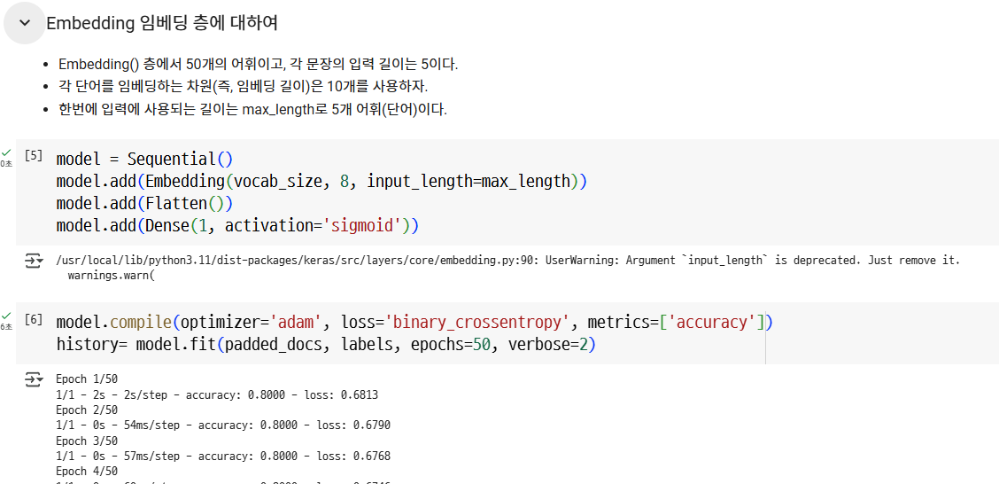 Embedding 임베딩 층에 대하여
• Embedding() 층에서 50개의 어휘이고, 각 문장의 입력 길이는 5이다.
• 각 단어를 임베딩하는 차원(즉, 임베딩 길이)은 10개를 사용하자.
• 한번에 입력에 사용되는 길이는 max_length로 5개 어휘(단어)이다.
0초
[5]
model = Sequential()
model.add(Embedding(vocab_size, 8, input_length=max_length))
model.add(Flatten())
model.add(Dense(1, activation='sigmoid'))
/usr/local/lib/python3.11/dist-packages/keras/src/layers/core/embedding.py:90: UserWarning: Argument `input_length` is deprecated. Just remove it.
warnings.warn(
6초
[6]
model.compile(optimizer='adam', loss='binary_crossentropy', metrics=['accuracy'])
history= model.fit(padded_docs, labels, epochs=50, verbose=2)
Epoch 1/50
1/1 - 2s - 2s/step - accuracy: 0.8000 - loss: 0.6813
Epoch 2/50
1/1 - 0s - 54ms/step - accuracy: 0.8000 - loss: 0.6790
Epoch 3/50
1/1 - 0s - 57ms/step - accuracy: 0.8000 - loss: 0.6768
Epoch 4/50